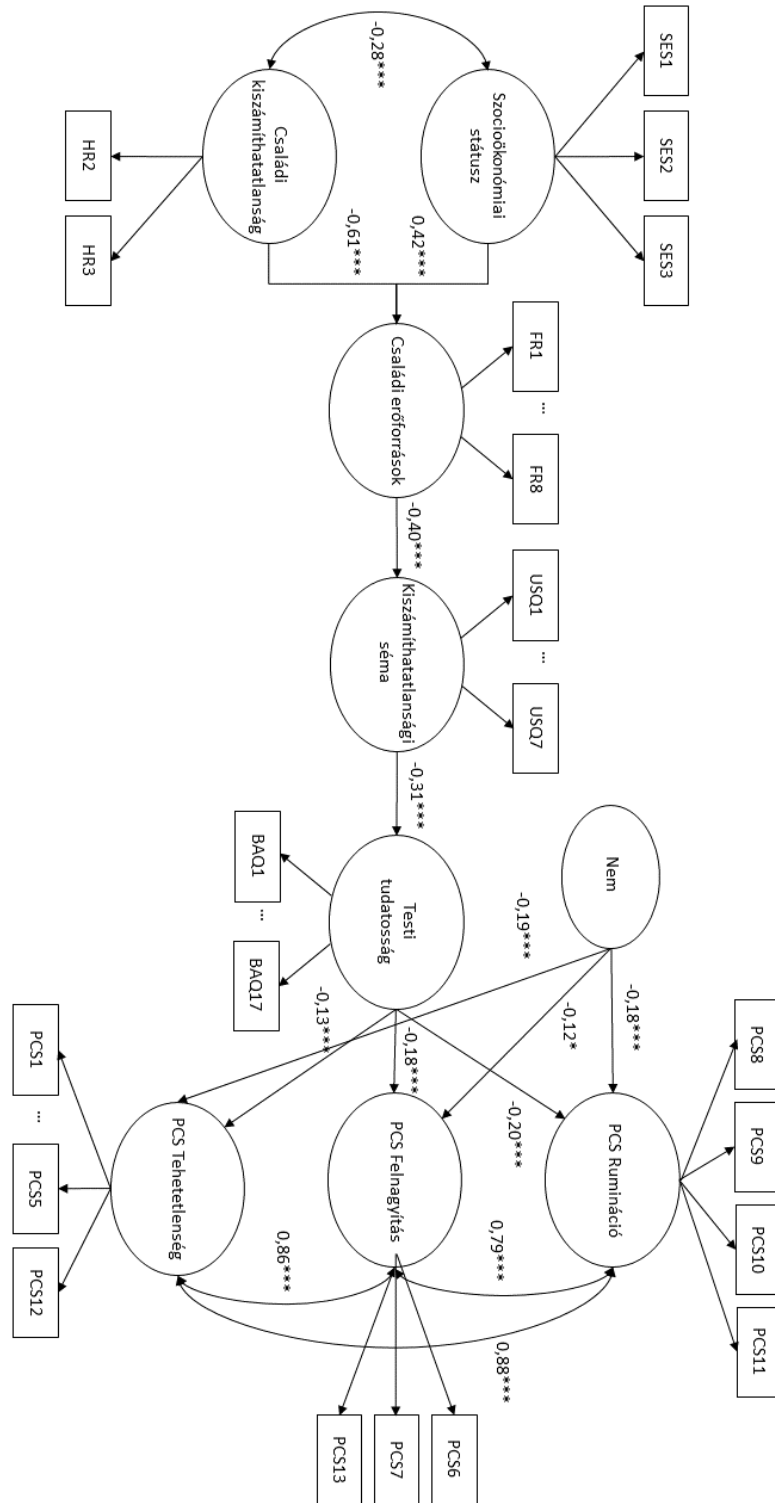 PCS8
PCS9
PCS10
PCS11
SES1
SES2
SES3
Nem
-0,18***
PCS Rumináció
FR1
...
FR8
USQ1
...
USQ7
-0,12*
-0,19***
-0,20***
0,79***
0,88***
Szocioökonómiai
státusz
0,42***
-0,28***
-0,61***
Családi
kiszámíthatatlanság
Családi erőforrások
-0,40***
Kiszámíthatatlansági
séma
-0,31***
Testi
tudatosság
-0,18***
-0,13***
PCS Felnagyítás
0,86***
PCS6
PCS7
PCS13
BAQ1
...
BAQ17
PCS Tehetetlenség
HR2
HR3
PCS1
...
PCS5
PCS12